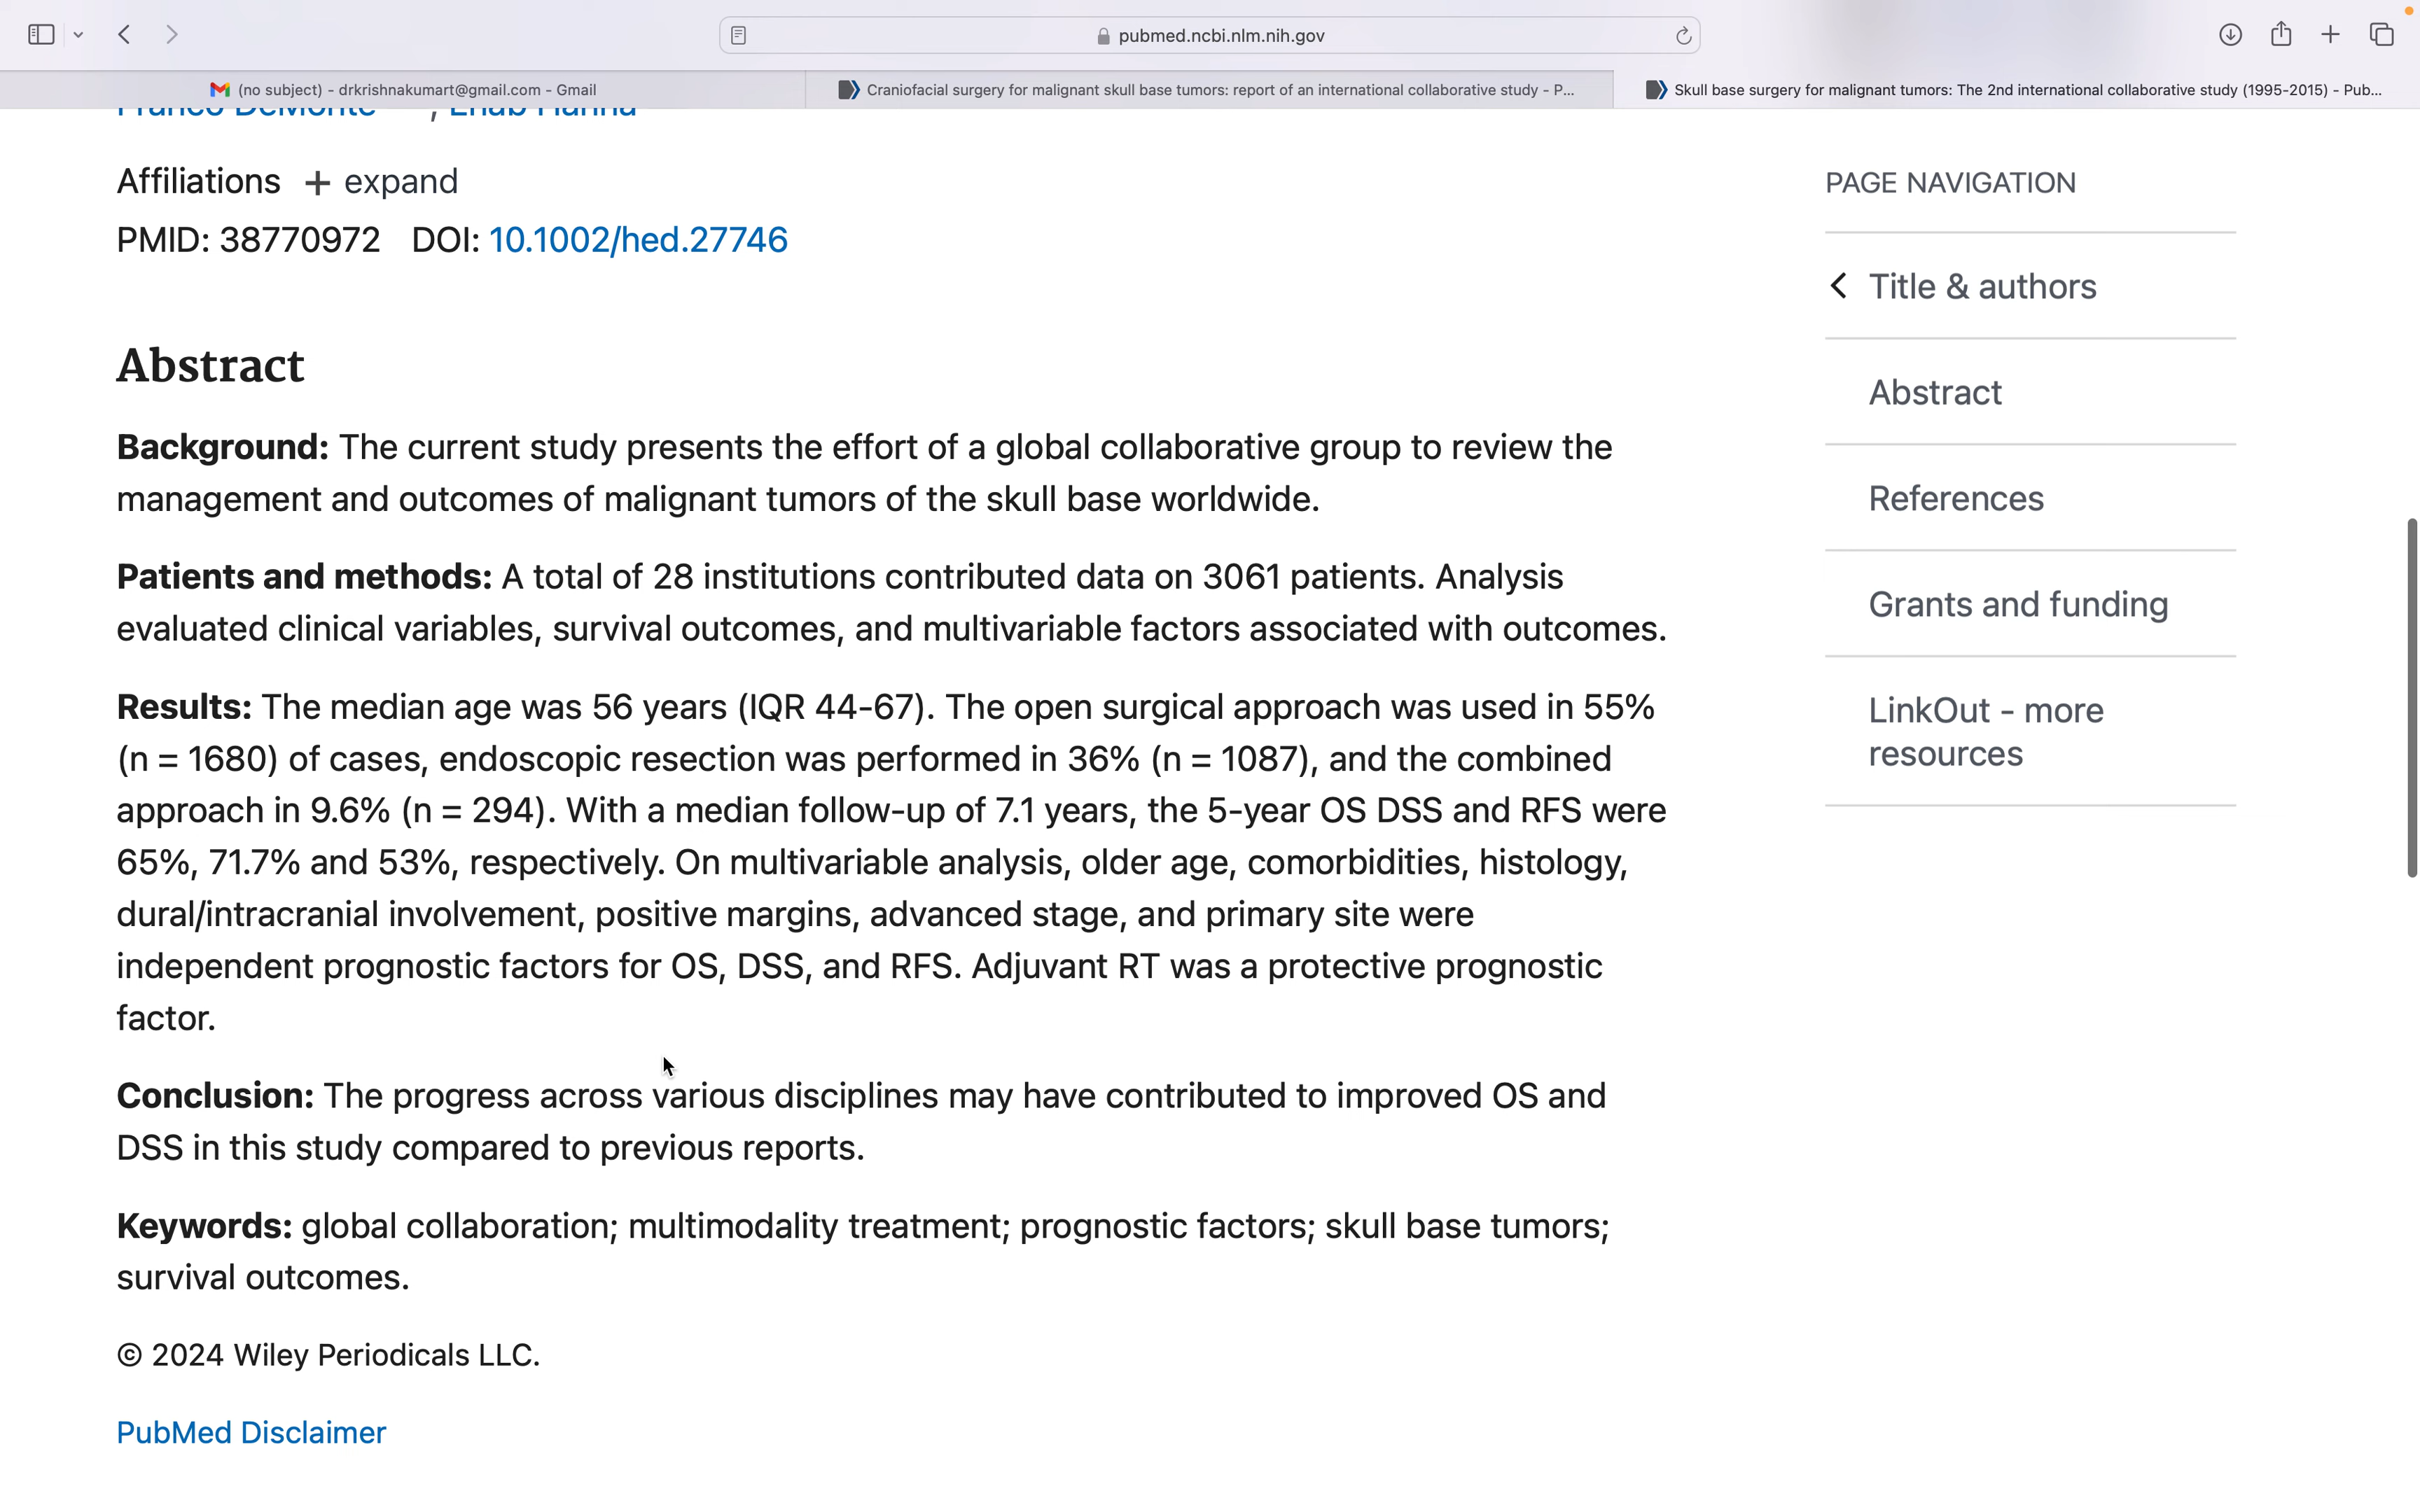 pubmed.ncbi.nlm.nih.gov
(no subject) - drkrishnakumart@gmail.com - Gmail
Craniofacial surgery for malignant skull base tumors: report of an international collaborative study - P...
Skull base surgery for malignant tumors: The 2nd international collaborative study (1995-2015) - Pub...
Franco DeMonte , Ehab Hanna
Affiliations + expand
PMID: 38770972 DOI: 10.1002/hed.27746
Abstract
Background: The current study presents the effort of a global collaborative group to review the
management and outcomes of malignant tumors of the skull base worldwide.
Patients and methods: A total of 28 institutions contributed data on 3061 patients. Analysis
evaluated clinical variables, survival outcomes, and multivariable factors associated with outcomes.
Results: The median age was 56 years (IQR 44-67). The open surgical approach was used in 55%
(n = 1680) of cases, endoscopic resection was performed in 36% (n = 1087), and the combined
approach in 9.6% (n = 294). With a median follow-up of 7.1 years, the 5-year OS DSS and RFS were
65%, 71.7% and 53%, respectively. On multivariable analysis, older age, comorbidities, histology,
dural/intracranial involvement, positive margins, advanced stage, and primary site were
independent prognostic factors for OS, DSS, and RFS. Adjuvant RT was a protective prognostic
factor.
Conclusion: The progress across various disciplines may have contributed to improved OS and
DSS in this study compared to previous reports.
Keywords: global collaboration; multimodality treatment; prognostic factors; skull base tumors;
survival outcomes.
© 2024 Wiley Periodicals LLC.
PubMed Disclaimer
PAGE NAVIGATION
Title & authors
Abstract
References
Grants and funding
LinkOut - more
resources